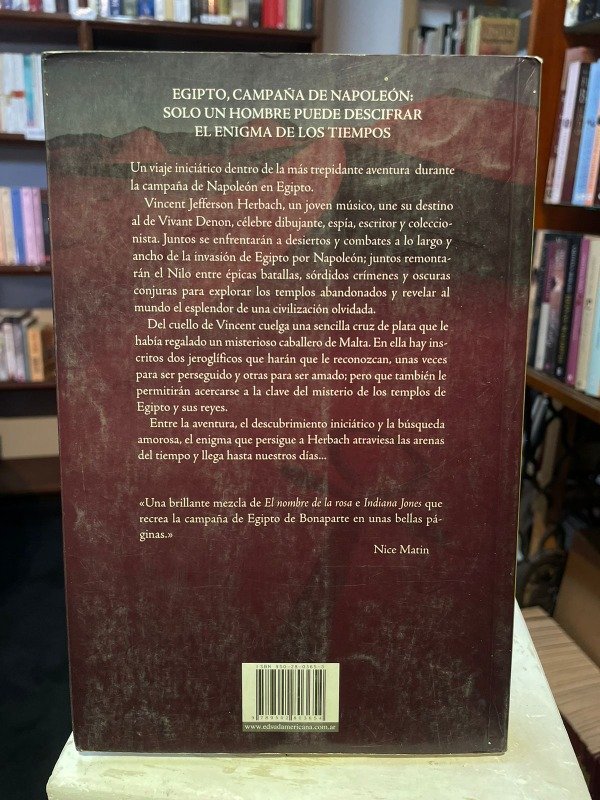 EGIPTO, CAMPAÑA DE NAPOLEÓN:
SOLO UN HOMBRE PUEDE DESCIFRAR
EL ENIGMA DE LOS TIEMPOS
Un viaje iniciático dentro de la más trepidante aventura durante
la campaña de Napoleón en Egipto.
Vincent Jefferson Herbach, un joven músico, une su destino
al de Vivant Denon, célebre dibujante, espía, escritor y coleccio-
nista. Juntos se enfrentarán a desiertos y combates a lo largo y
ancho de la invasión de Egipto por Napoleón; juntos remonta-
rán el Nilo entre épicas batallas, sórdidos crímenes y oscuras
conjuras para explorar los templos abandonados y revelar al
mundo el esplendor de una civilización olvidada.
Del cuello de Vincent cuelga una sencilla cruz de plata que le
había regalado un misterioso caballero de Malta. En ella hay ins-
critos dos jeroglíficos que harán que le reconozcan, unas veces
para ser perseguido y otras para ser amado; pero que también le
permitirán acercarse a la clave del misterio de los templos de
Egipto y sus reyes.
Entre la aventura, el descubrimiento iniciático y la búsqueda
amorosa, el enigma que persigue a Herbach atraviesa las arenas
del tiempo y llega hasta nuestros días...
«Una brillante mezcla de El nombre de la rosa e Indiana Jones que
recrea la campaña de Egipto de Bonaparte en unas bellas pá-
ginas.»
Nice Matin
www.edsudamericana.com.ar